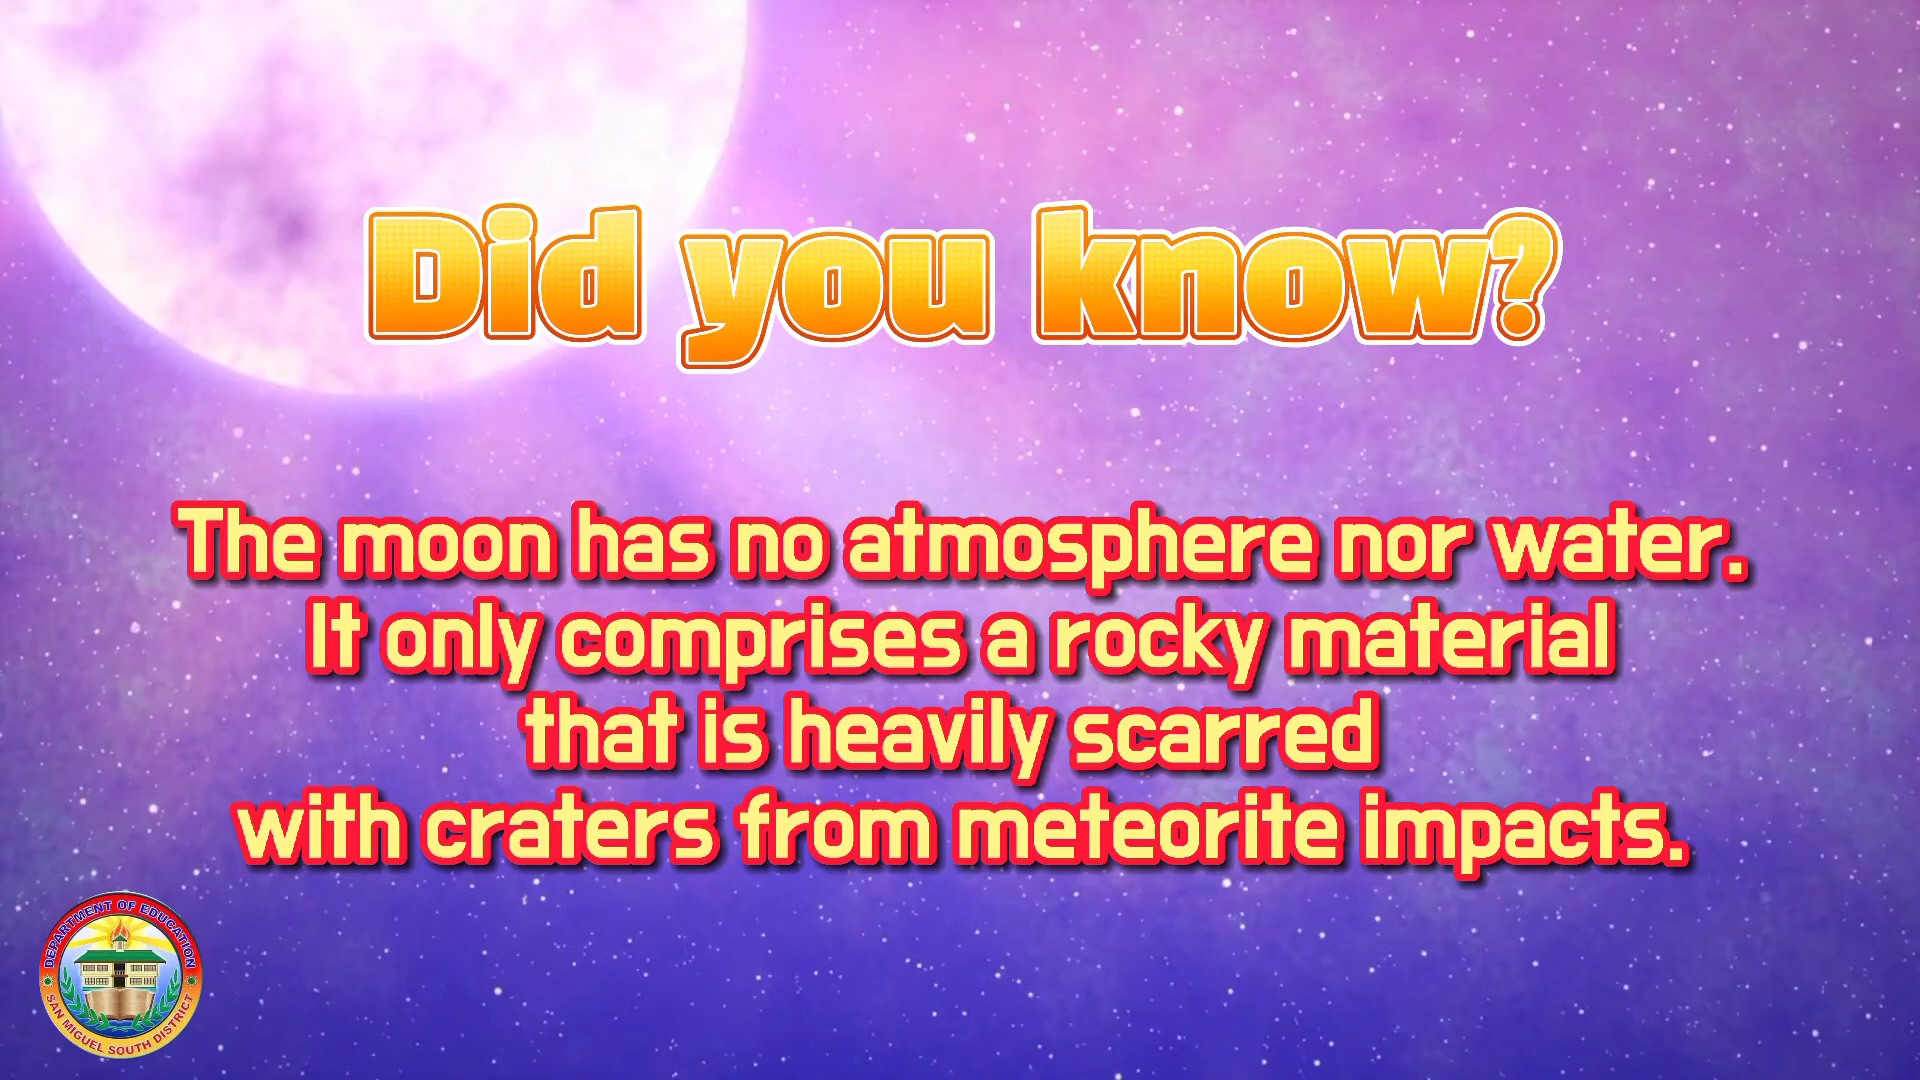 Did you know?
The moon has no atmosphere nor water.
It only comprises a rocky material
that is heavily scarred
with craters from meteorite impacts.
DEPARTMENT OF EDUCATION
SAN MIGUEL SOUTH DISTRICT